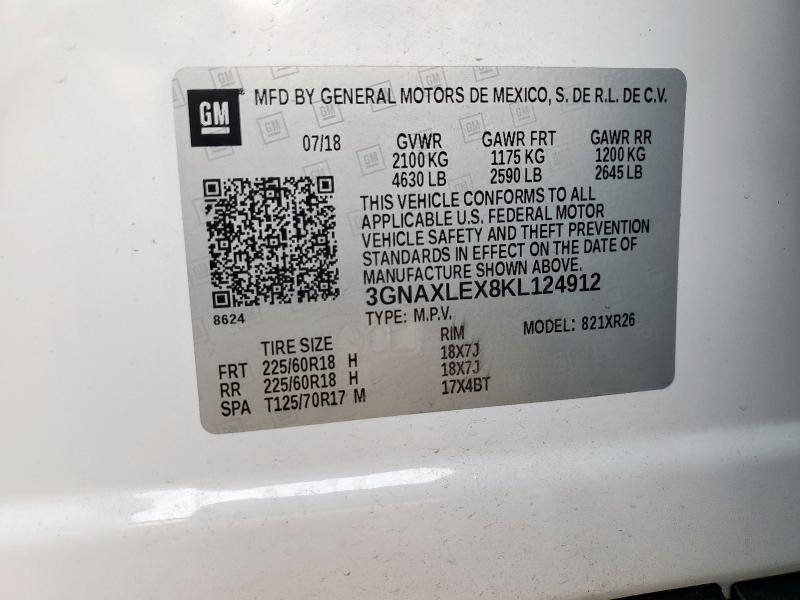 GM
MFD BY GENERAL MOTORS DE MEXICO, S. DE R.L. DE C.V.
07/18 GVWR GAWR FRT GAWR RR
2100 KG 1175 KG 1200 KG
4630 LB 2590 LB 2645 LB
THIS VEHICLE CONFORMS TO ALL
APPLICABLE U.S. FEDERAL MOTOR
VEHICLE SAFETY AND THEFT PREVENTION
STANDARDS IN EFFECT ON THE DATE OF
MANUFACTURE SHOWN ABOVE.
3GNAXLEX8KL124912
8624
TYPE: M.P.V. MODEL: 821XR26
TIRE SIZE RIM
FRT 225/60R18 H 18X7J
RR 225/60R18 H 18X7J
SPA T125/70R17 M 17X4BT